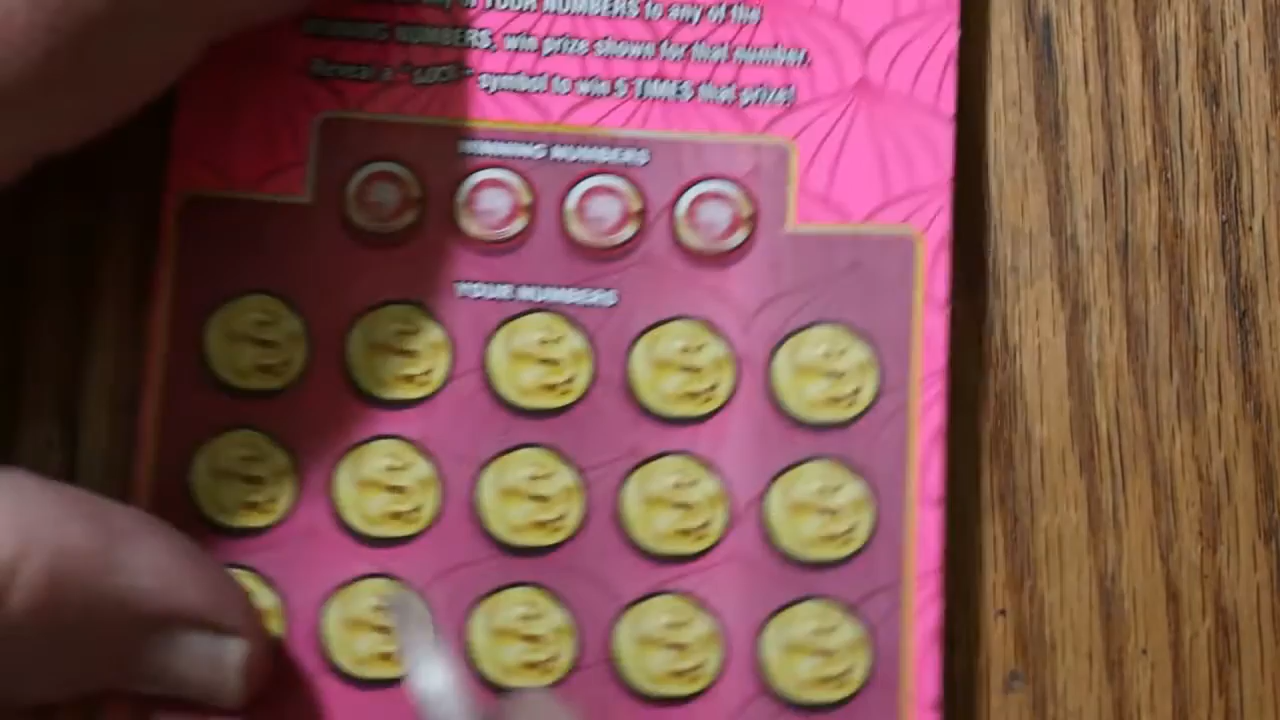 YOUR NUMBERS to any of the
WINNING NUMBERS, win prize shown for that number.
Reveal a " " symbol to win 5 TIMES that prize!
WINNING NUMBERS
YOUR NUMBERS